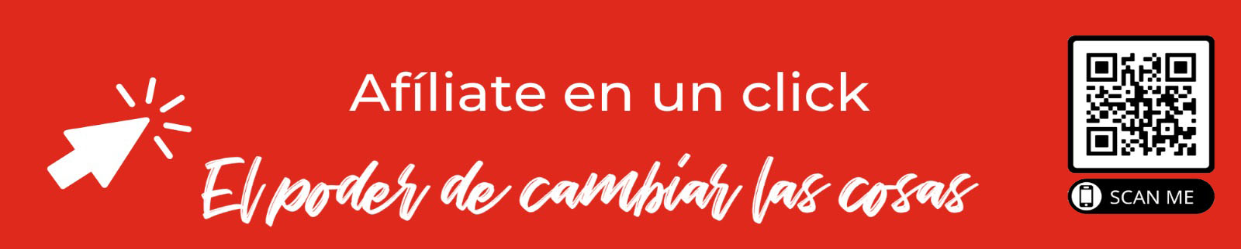 Afíliate en un click
El poder de cambiar las cosas
SCAN ME